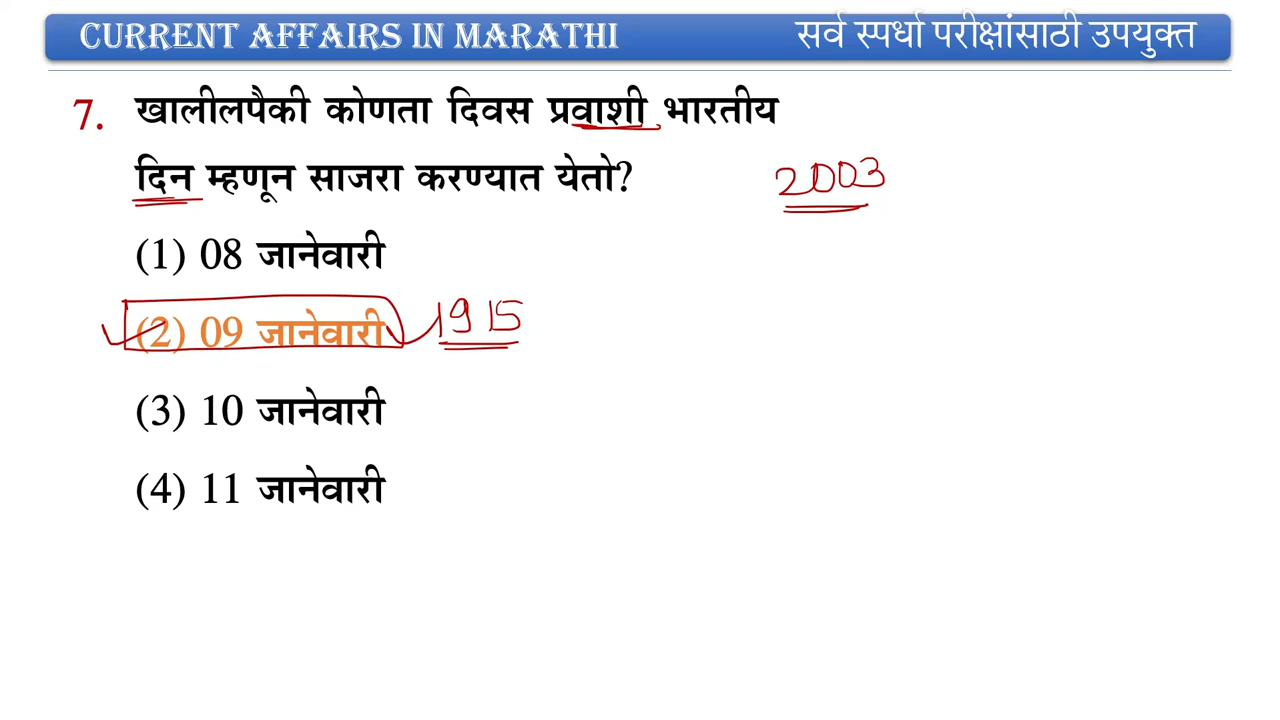 CURRENT AFFAIRS IN MARATHI
सर्व स्पर्धा परीक्षांसाठी उपयुक्त
7. खालीलपैकी कोणता दिवस प्रवाशी भारतीय
दिन म्हणून साजरा करण्यात येतो?
2003
(1) 08 जानेवारी
(2) 09 जानेवारी 1915
(3) 10 जानेवारी
(4) 11 जानेवारी